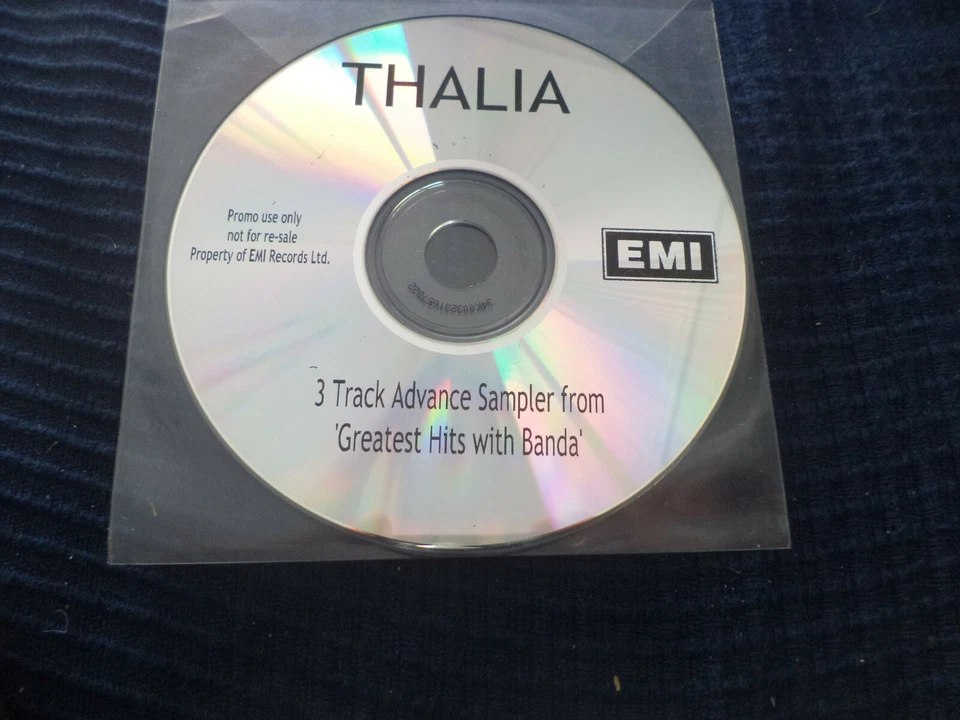 THALIA
Promo use only
not for re-sale
Property of EMI Records Ltd.
EMI
3 Track Advance Sampler from
'Greatest Hits with Banda'